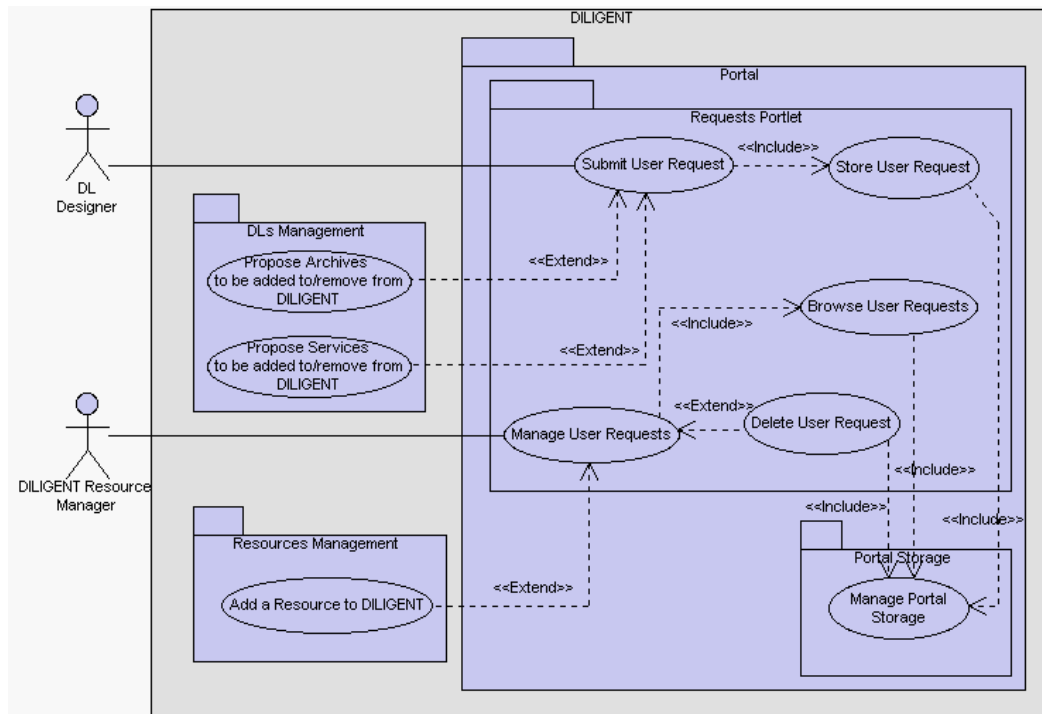 DILIGENT
Portal
Requests Portlet
<<Include>>
Submit User Request
Store User Request
DL
Designer
DLs Management
Propose Archives
to be added to/remove from
DILIGENT
<<Extend>>
Browse User Requests
<<Include>>
Propose Services
to be added to/remove from
DILIGENT
<<Extend>>
<<Extend>>
Delete User Request
Manage User Requests
<<Include>>
DILIGENT Resource
Manager
<<Include>>
<<Include>>
Resources Management
Portal Storage
<<Extend>>
Add a Resource to DILIGENT
Manage Portal
Storage